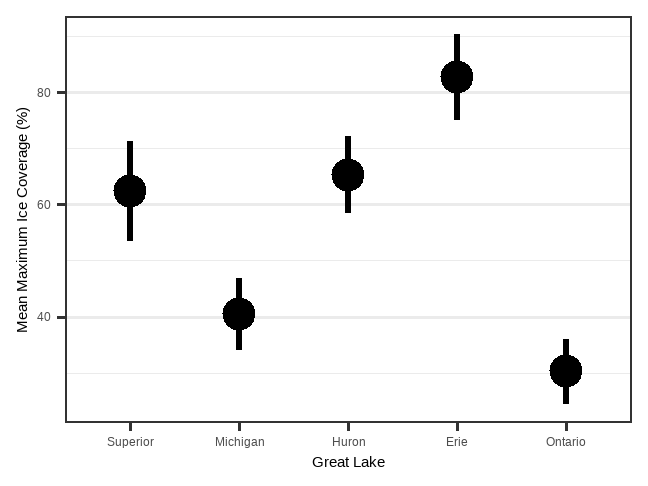 Mean Maximum Ice Coverage (%)
80
60
40
Superior Michigan Huron Erie Ontario
Great Lake